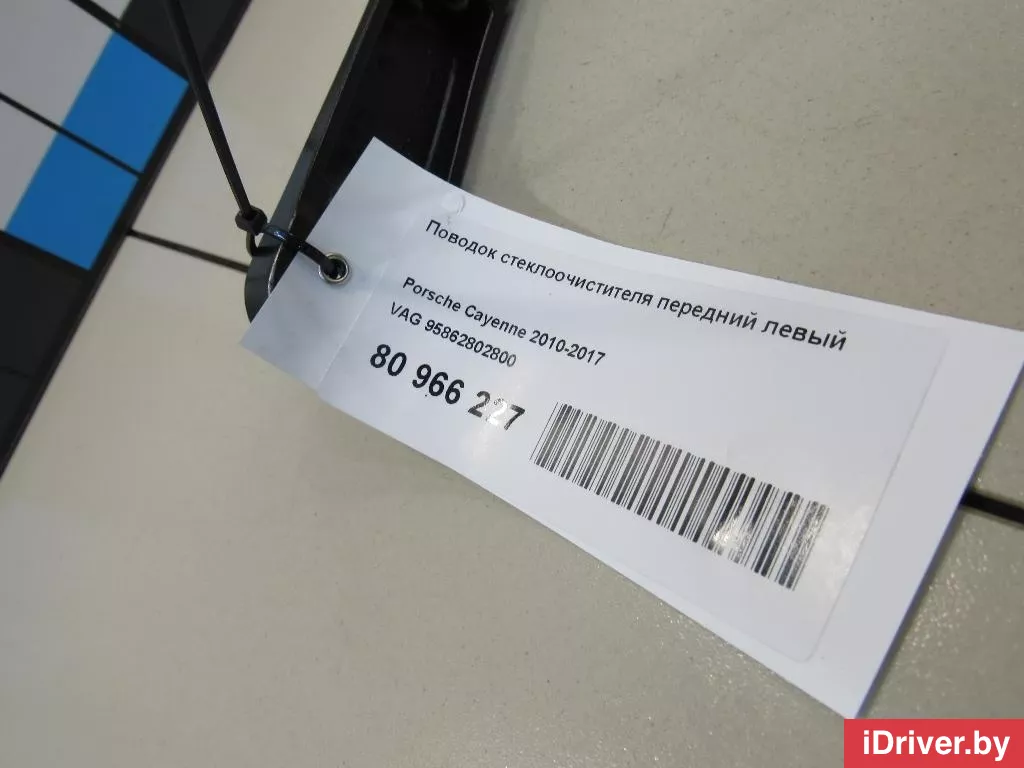 Поводок стеклоочистителя передний левый
Porsche Cayenne 2010-2017
VAG 95862802800
80 966 227
iDriver.by